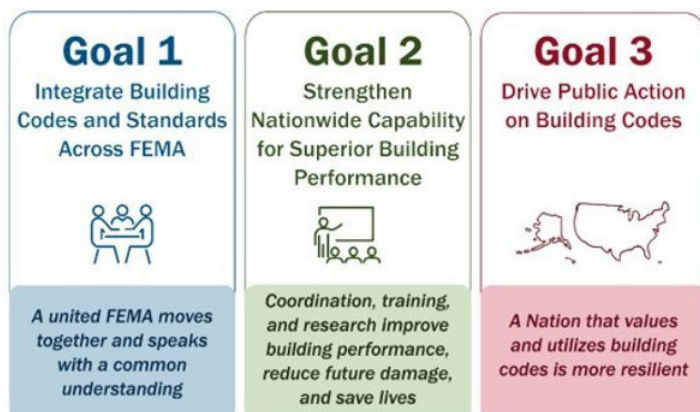 Goal 1
Integrate Building
Codes and Standards
Across FEMA
A united FEMA moves
together and speaks
with a common
understanding
Goal 2
Strengthen
Nationwide Capability
for Superior Building
Performance
Coordination, training,
and research improve
building performance,
reduce future damage,
and save lives
Goal 3
Drive Public Action
on Building Codes
A Nation that values
and utilizes building
codes is more resilient